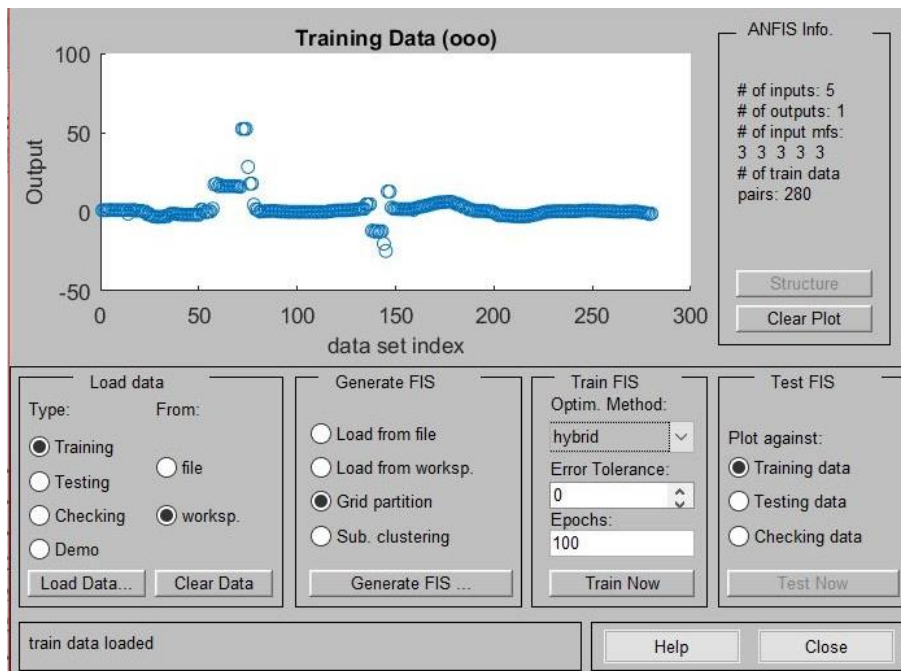 Training Data (ooo)
100
50
0
-50
Output
0
50
100
150
200
250
300
data set index
ANFIS Info.
# of inputs: 5
# of outputs: 1
# of input mfs:
3 3 3 3 3
# of train data
pairs: 280
Structure
Clear Plot
Load data
Type:
From:
Training
Testing
Checking
Demo
file
worksp.
Load Data...
Clear Data
Generate FIS
Load from file
Load from worksp.
Grid partition
Sub. clustering
Generate FIS ...
Train FIS
Optim. Method:
hybrid
Error Tolerance:
0
Epochs:
100
Train Now
Test FIS
Plot against:
Training data
Testing data
Checking data
Test Now
train data loaded
Help
Close